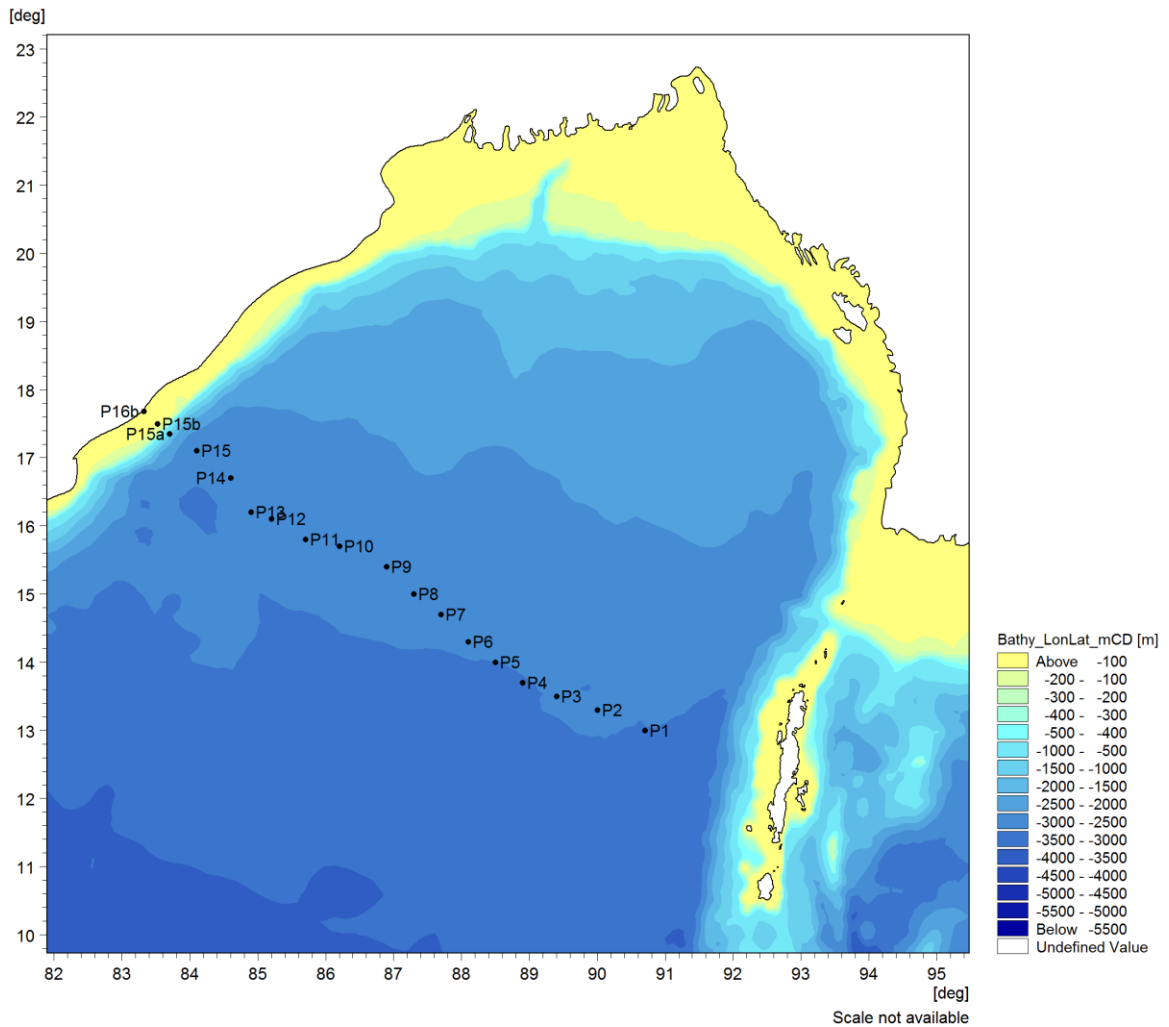 [deg]
23
22
21
20
19
18
17
16
15
14
13
12
11
10
P16b
P15b
P15a
P15
P14
P13
P12
P11
P10
P9
P8
P7
P6
P5
P4
P3
P2
P1
82 83 84 85 86 87 88 89 90 91 92 93 94 95
[deg]
Scale not available
Bathy_LonLat_mCD [m]
Above -100
-200 - -100
-300 - -200
-400 - -300
-500 - -400
-1000 - -500
-1500 - -1000
-2000 - -1500
-2500 - -2000
-3000 - -2500
-3500 - -3000
-4000 - -3500
-4500 - -4000
-5000 - -4500
-5500 - -5000
Below -5500
Undefined Value